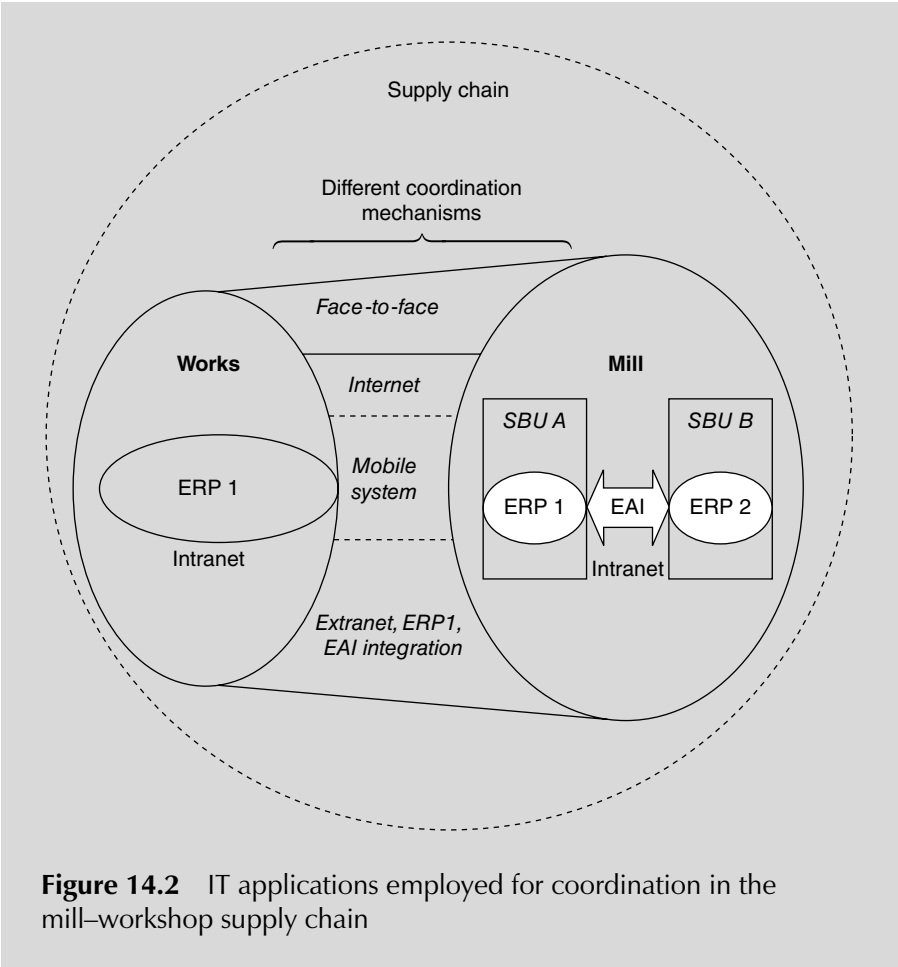 Supply chain
Different coordination
mechanisms
Face-to-face
Works
Internet
Mill
SBU A
SBU B
Mobile
system
ERP 1
ERP 1
EAI
ERP 2
Intranet
Intranet
Extranet, ERP1,
EAI integration
Figure 14.2 IT applications employed for coordination in the
mill–workshop supply chain